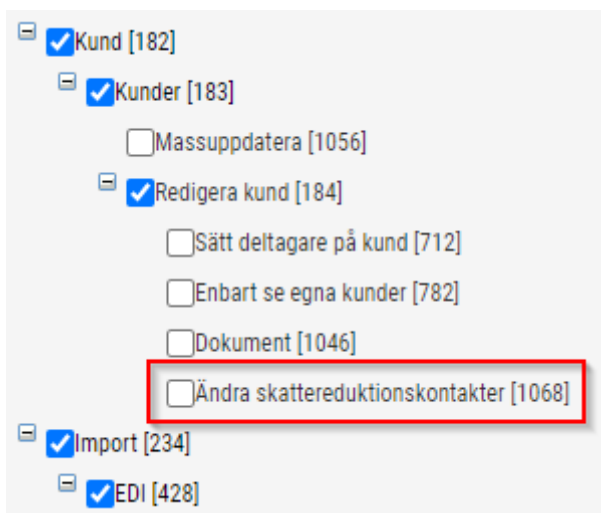 Kund [182]
Kunder [183]
Massuppdatera [1056]
Redigera kund [184]
Sätt deltagare på kund [712]
Enbart se egna kunder [782]
Dokument [1046]
Ändra skattereduktionskontakter [1068]
Import [234]
EDI [428]